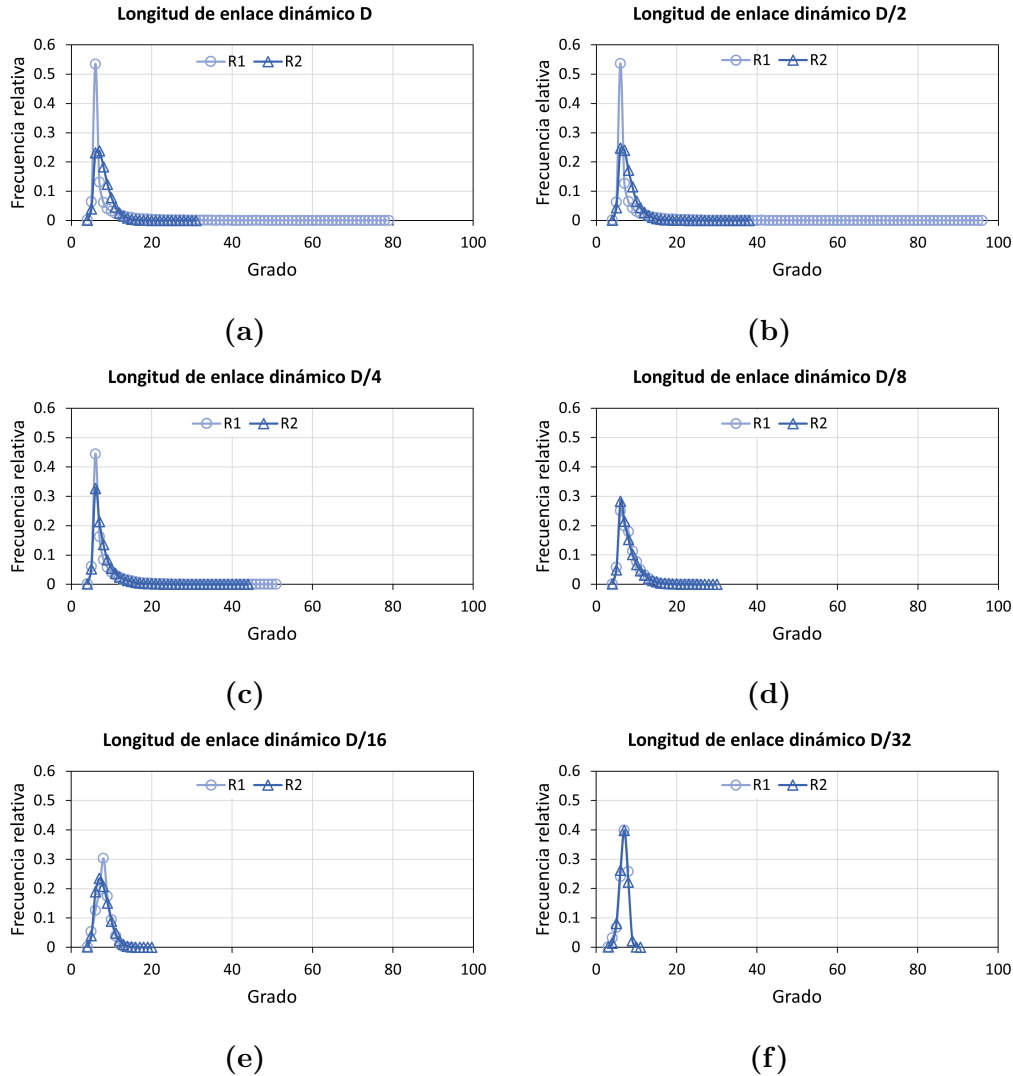 Longitud de enlace dinámico D
0.6
0.5
0.4
0.3
0.2
0.1
0
R1 R2
0 20 40 60 80 100
Frecuencia relativa
Grado
(a)
Longitud de enlace dinámico D/2
0.6
0.5
0.4
0.3
0.2
0.1
0
R1 R2
0 20 40 60 80 100
Frecuencia elativa
Grado
(b)
Longitud de enlace dinámico D/4
0.6
0.5
0.4
0.3
0.2
0.1
0
R1 R2
0 20 40 60 80 100
Frecuencia relativa
Grado
(c)
Longitud de enlace dinámico D/8
0.6
0.5
0.4
0.3
0.2
0.1
0
R1 R2
0 20 40 60 80 100
Frecuencia relativa
Grado
(d)
Longitud de enlace dinámico D/16
0.6
0.5
0.4
0.3
0.2
0.1
0
R1 R2
0 20 40 60 80 100
Frecuencia relativa
Grado
(e)
Longitud de enlace dinámico D/32
0.6
0.5
0.4
0.3
0.2
0.1
0
R1 R2
0 20 40 60 80 100
Frecuencia relativa
Grado
(f)